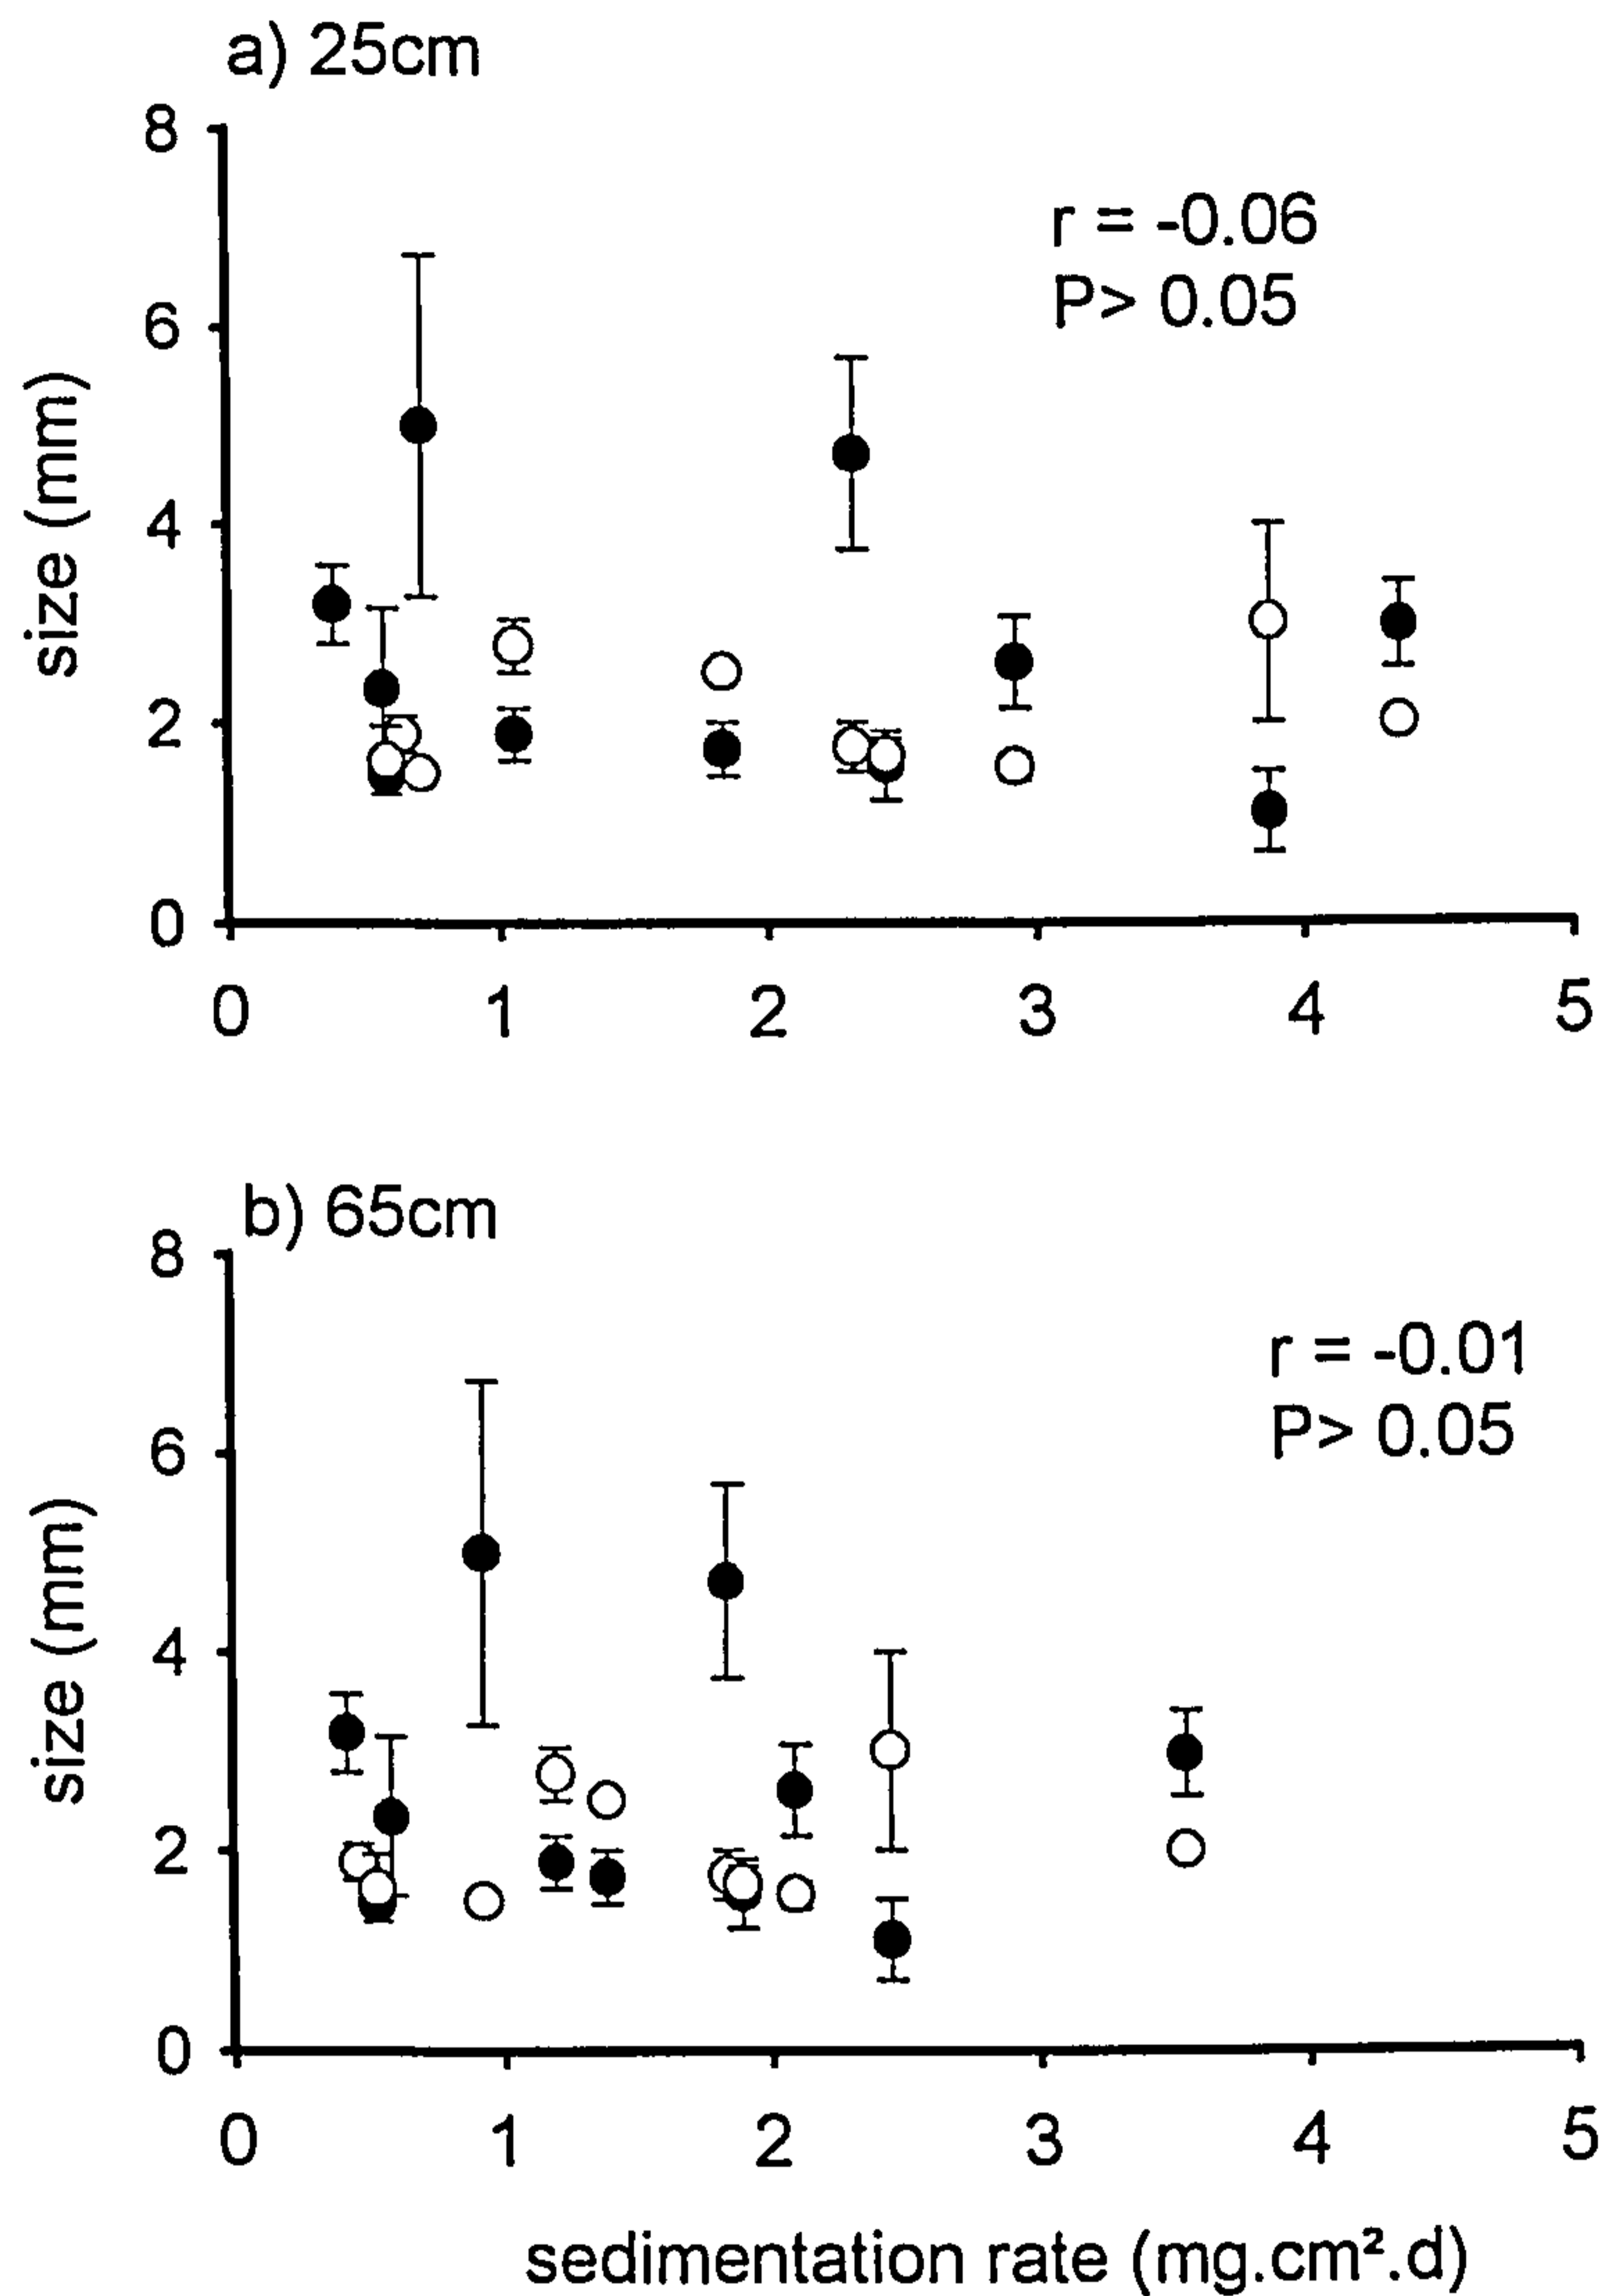 a) 25cm
8
r = -0.06
P> 0.05
6
size (mm)
4
2
0
0 1 2 3 4 5
b) 65cm
8
r = -0.01
P> 0.05
6
size (mm)
4
2
0
0 1 2 3 4 5
sedimentation rate (mg.cm².d)